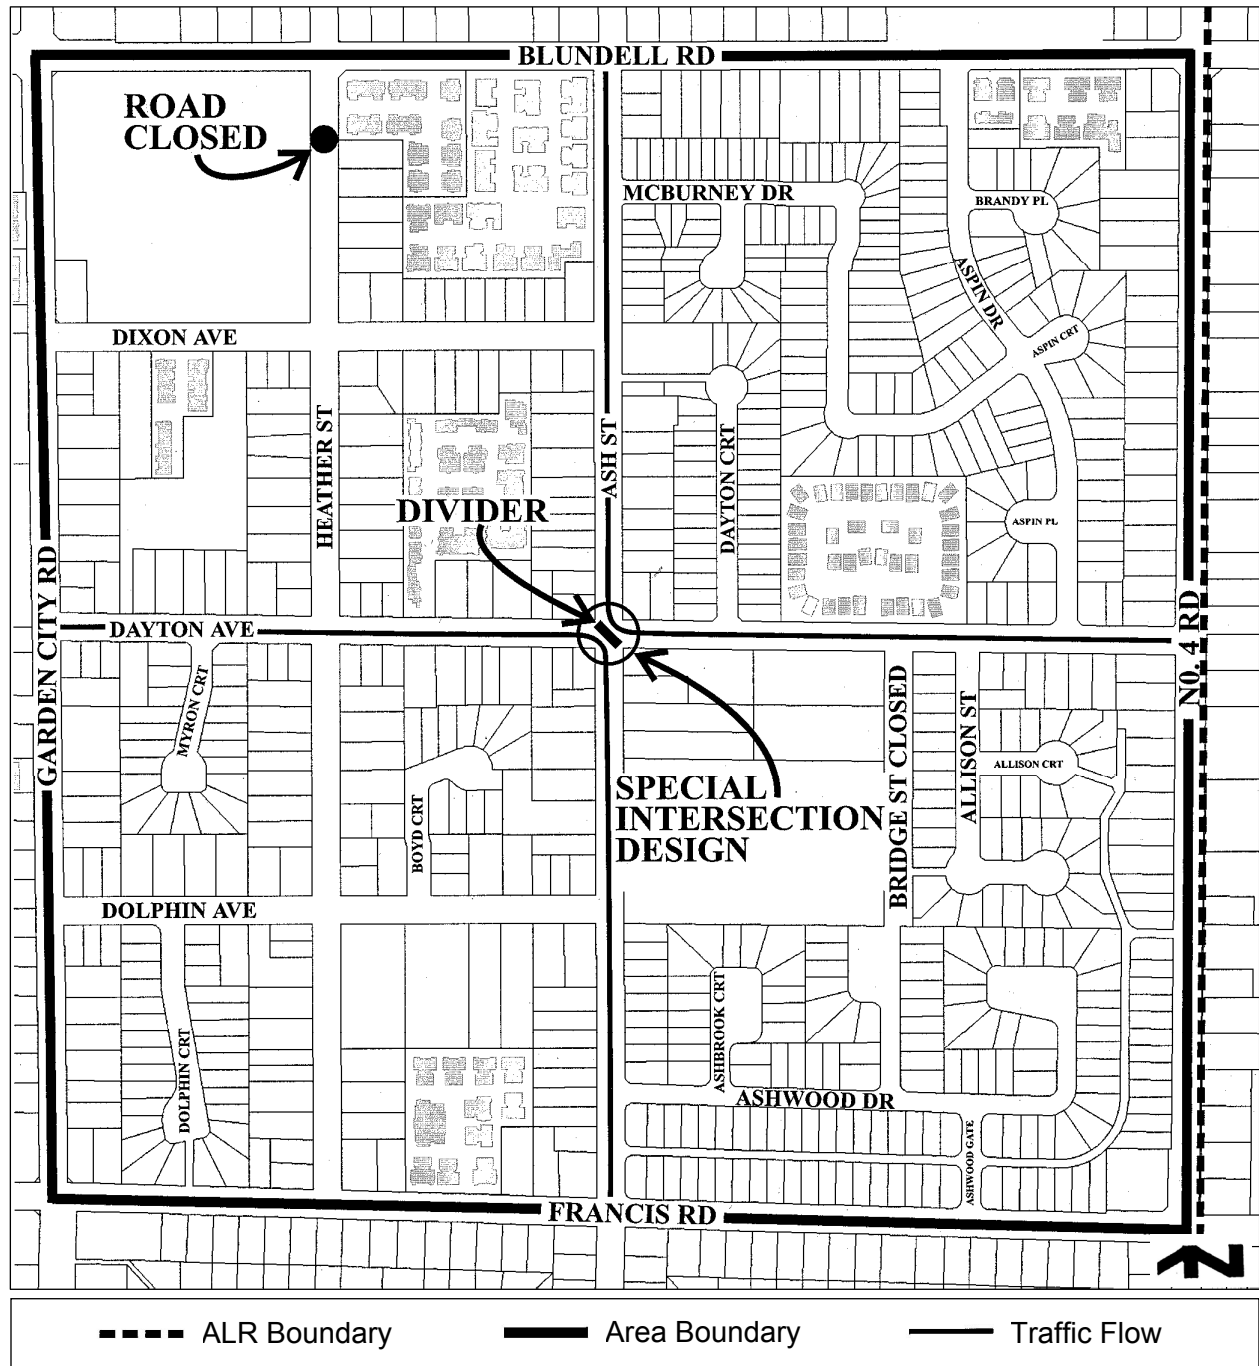 BLUNDELL RD
ROAD
CLOSED
MCBURNEY DR
BRANDY PL
ASPIN DR
DIXON AVE
ASPIN CRT
HEATHER ST
ASH ST
DAYTON CRT
DIVIDER
ASPIN PL
GARDEN CITY RD
DAYTON AVE
N0. 4 RD
MYRON CRT
BRIDGE ST CLOSED
ALLISON ST
ALLISON CRT
SPECIAL
INTERSECTION
DESIGN
BOYD CRT
DOLPHIN AVE
ASHBROOK CRT
DOLPHIN CRT
ASHWOOD DR
ASHWOOD GATE
FRANCIS RD
N
ALR Boundary
Area Boundary
Traffic Flow